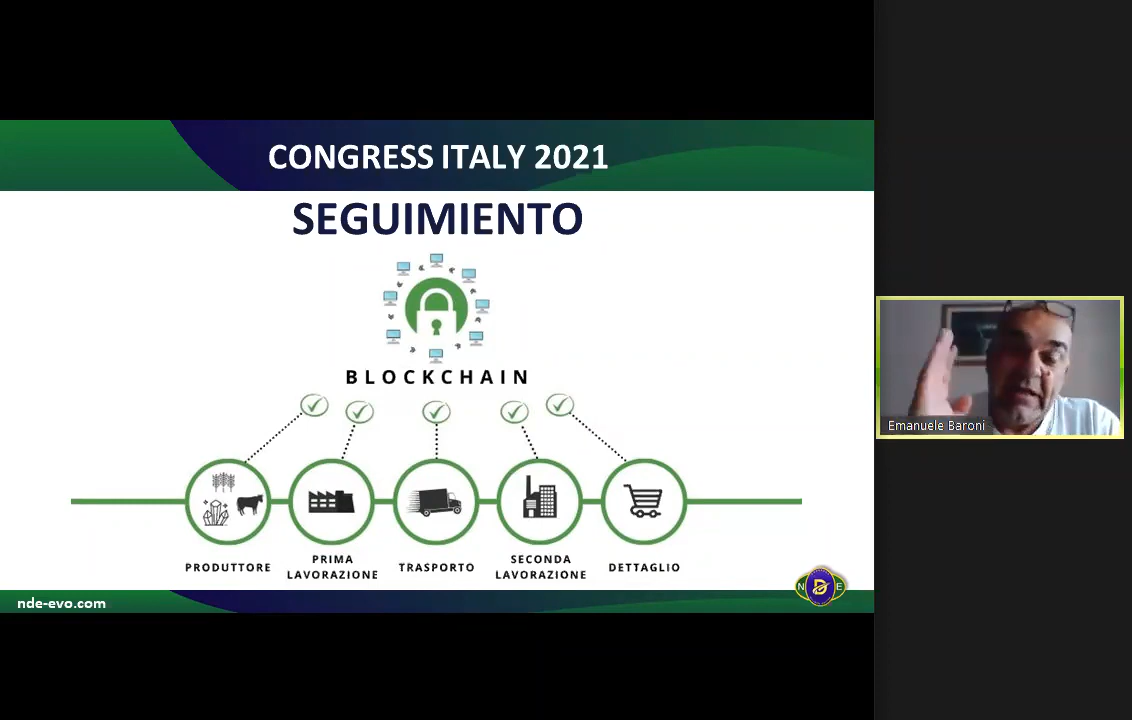 CONGRESS ITALY 2021
SEGUIMIENTO
BLOCKCHAIN
PRODUTTORE
PRIMA
LAVORAZIONE
TRASPORTO
SECONDA
LAVORAZIONE
DETTAGLIO
nde-evo.com
N D E
Emanuele Baroni